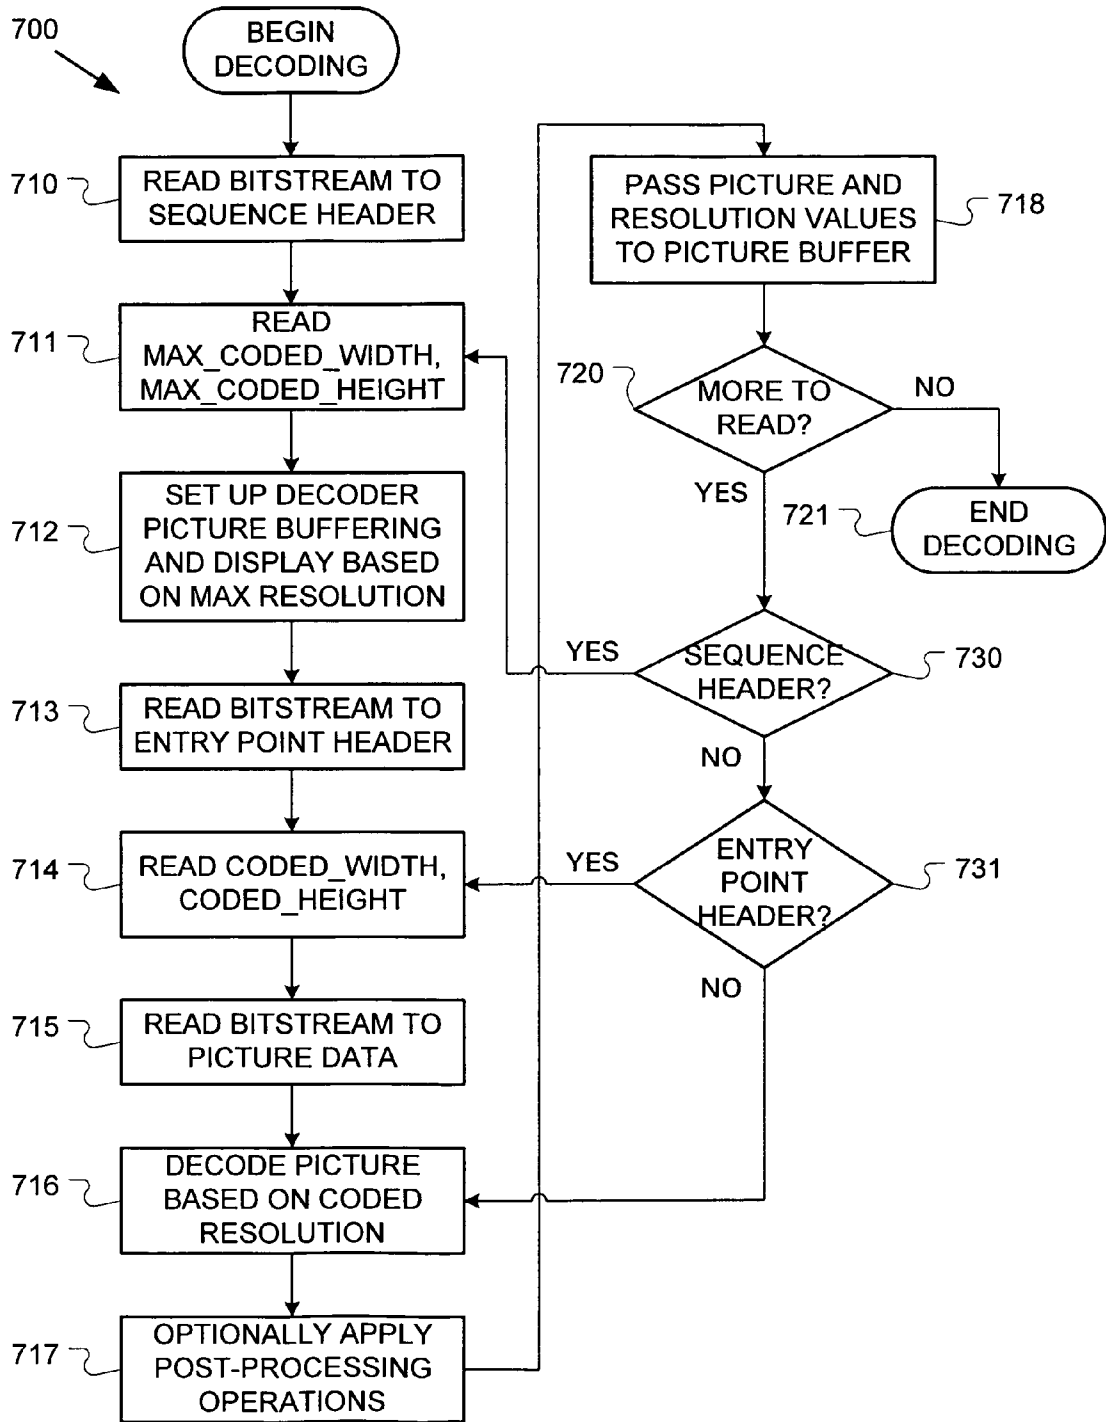 700
BEGIN
DECODING
710
READ BITSTREAM TO
SEQUENCE HEADER
711
READ
MAX_CODED_WIDTH,
MAX_CODED_HEIGHT
712
SET UP DECODER
PICTURE BUFFERING
AND DISPLAY BASED
ON MAX RESOLUTION
713
READ BITSTREAM TO
ENTRY POINT HEADER
714
READ CODED_WIDTH,
CODED_HEIGHT
715
READ BITSTREAM TO
PICTURE DATA
716
DECODE PICTURE
BASED ON CODED
RESOLUTION
717
OPTIONALLY APPLY
POST-PROCESSING
OPERATIONS
PASS PICTURE AND
RESOLUTION VALUES
TO PICTURE BUFFER
718
720
MORE TO
READ?
NO
YES
721
END
DECODING
YES
SEQUENCE
HEADER?
730
NO
YES
ENTRY
POINT
HEADER?
731
NO